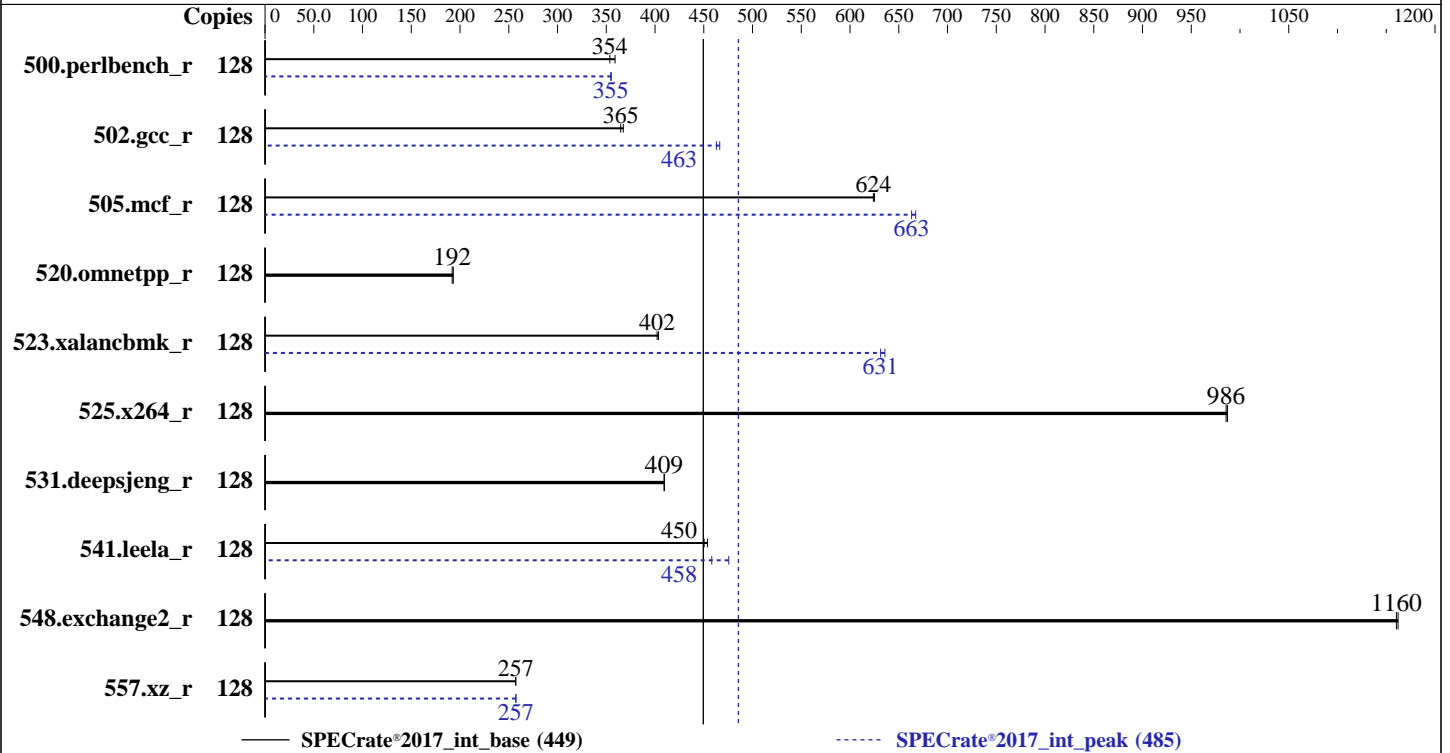 Copies 0 50.0 100 150 200 250 300 350 400 450 500 550 600 650 700 750 800 850 900 950 1050 1200
354
500.perlbench_r 128
355
365
502.gcc_r 128
463
624
505.mcf_r 128
663
192
520.omnetpp_r 128
402
523.xalancbmk_r 128
631
986
525.x264_r 128
409
531.deepsjeng_r 128
450
541.leela_r 128
458
1160
548.exchange2_r 128
257
557.xz_r 128
257
SPECrate®2017_int_base (449) SPECrate®2017_int_peak (485)